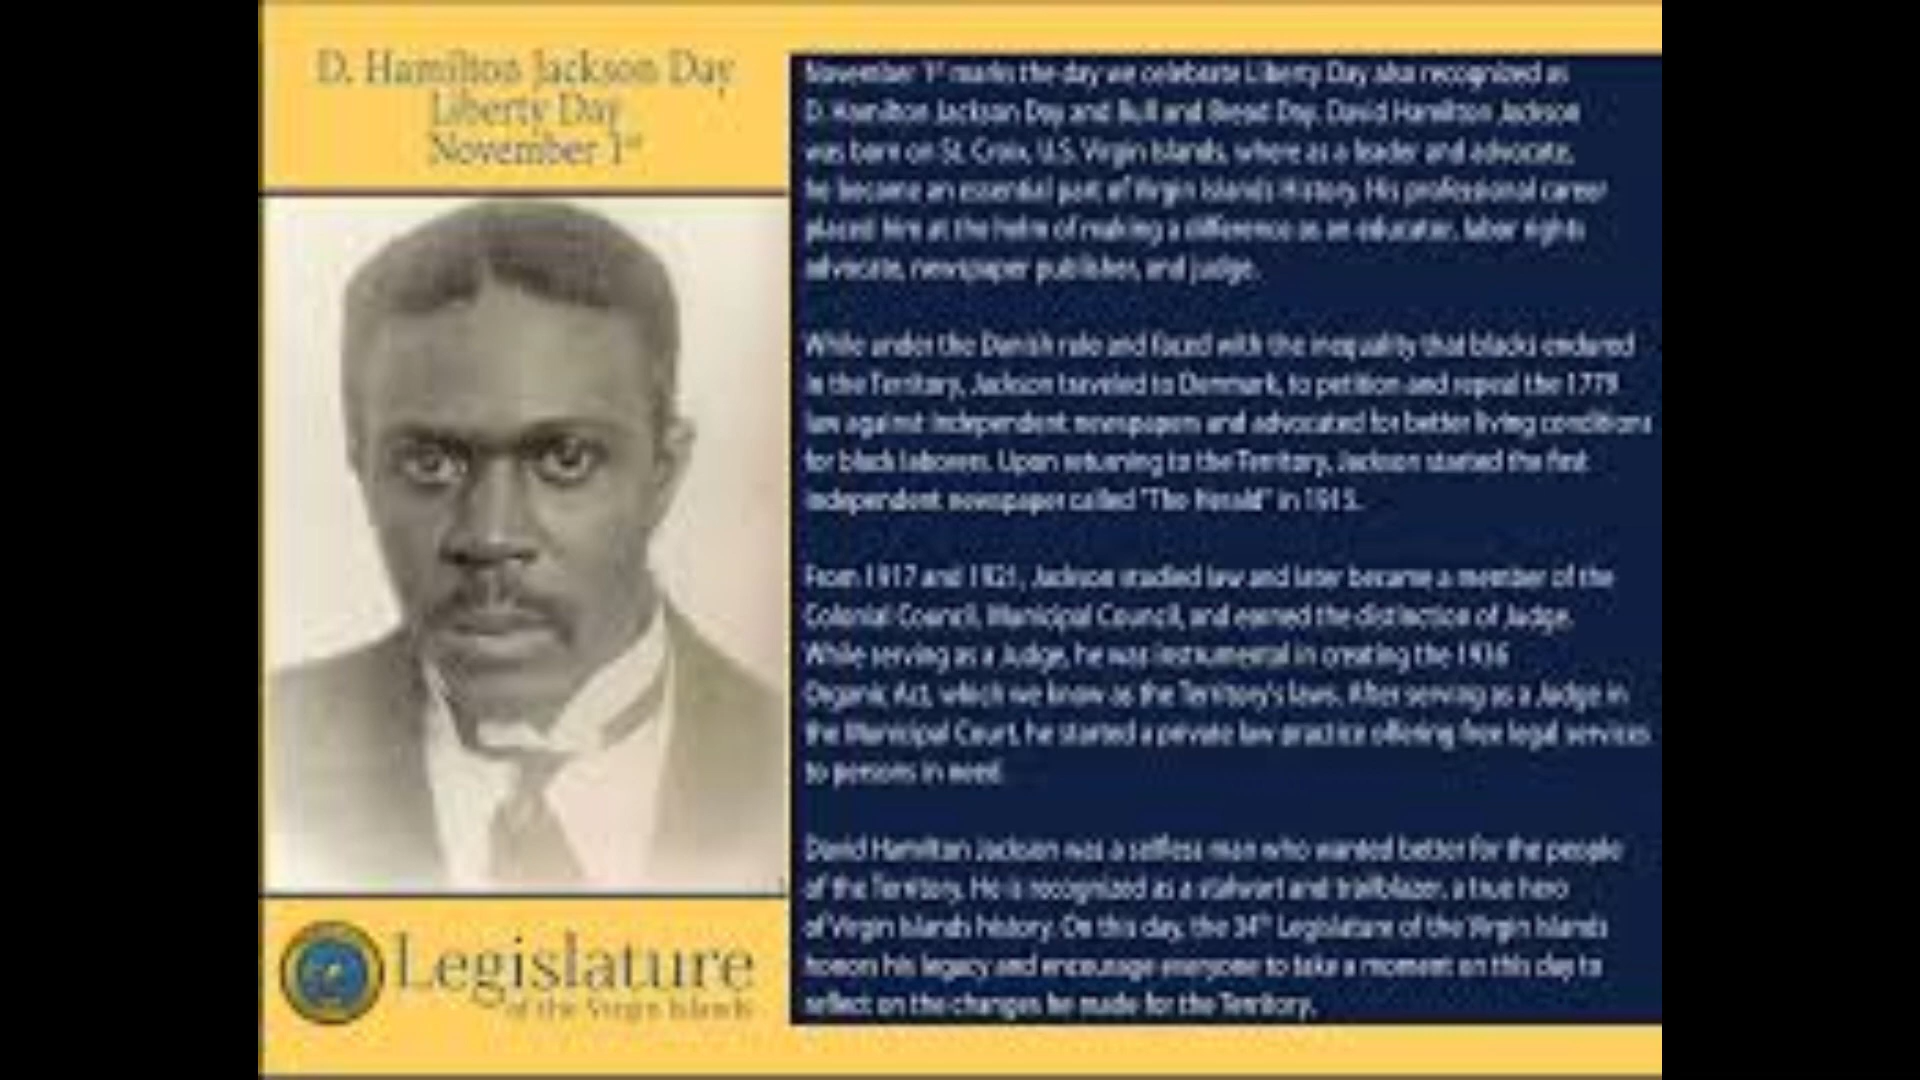 D. Hamilton Jackson Day
Liberty Day
November 1st
November 1st marks the day we celebrate Liberty Day also recognized as
D. Hamilton Jackson Day and Bull and Bread Day. David Hamilton Jackson
was born on St. Croix, U.S. Virgin Islands, where as a leader and advocate,
he became an essential part of Virgin Islands History. His professional career
placed him at the helm of making a difference as an educator, labor rights
advocate, newspaper publisher, and judge.
While under the Danish rule and faced with the inequality that blacks endured
in the Territory, Jackson traveled to Denmark, to petition and repeal the 1779
law against independent newspapers and advocated for better living conditions
for black laborers. Upon returning to the Territory, Jackson started the first
independent newspaper called "The Herald" in 1915.
From 1917 and 1921, Jackson studied law and later became a member of the
Colonial Council, Municipal Council, and earned the distinction of Judge.
While serving as a Judge, he was instrumental in creating the 1936
Organic Act, which we know as the Territory's laws. After serving as a Judge in
the Municipal Court, he started a private law practice offering free legal services
to persons in need.
David Hamilton Jackson was a selfless man who wanted better for the people
of the Territory. He is recognized as a stalwart and trailblazer, a true hero
of Virgin Islands history. On this day, the 34th Legislature of the Virgin Islands
honors his legacy and encourage everyone to take a moment on this day to
reflect on the changes he made for the Territory.
Legislature
of the Virgin Islands